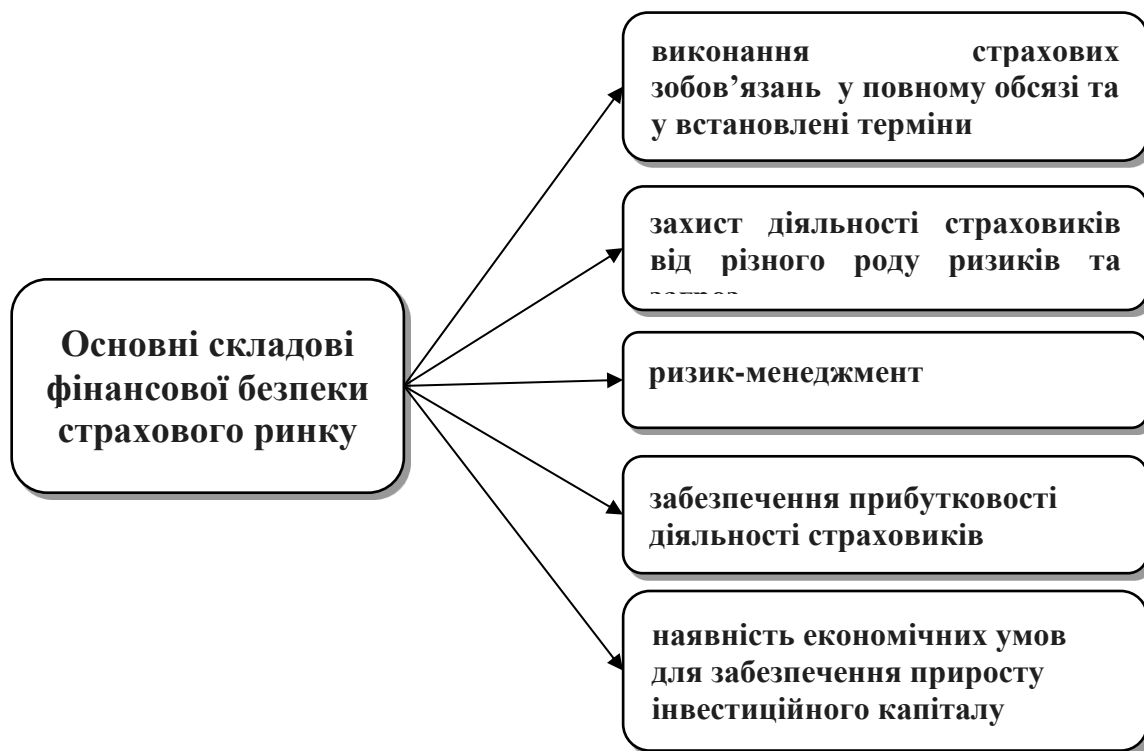 Основні складові
фінансової безпеки
страхового ринку
виконання страхових
зобов’язань у повному обсязі та
у встановлені терміни
захист діяльності страховиків
від різного роду ризиків та
загроз
ризик-менеджмент
забезпечення прибутковості
діяльності страховиків
наявність економічних умов
для забезпечення приросту
інвестиційного капіталу